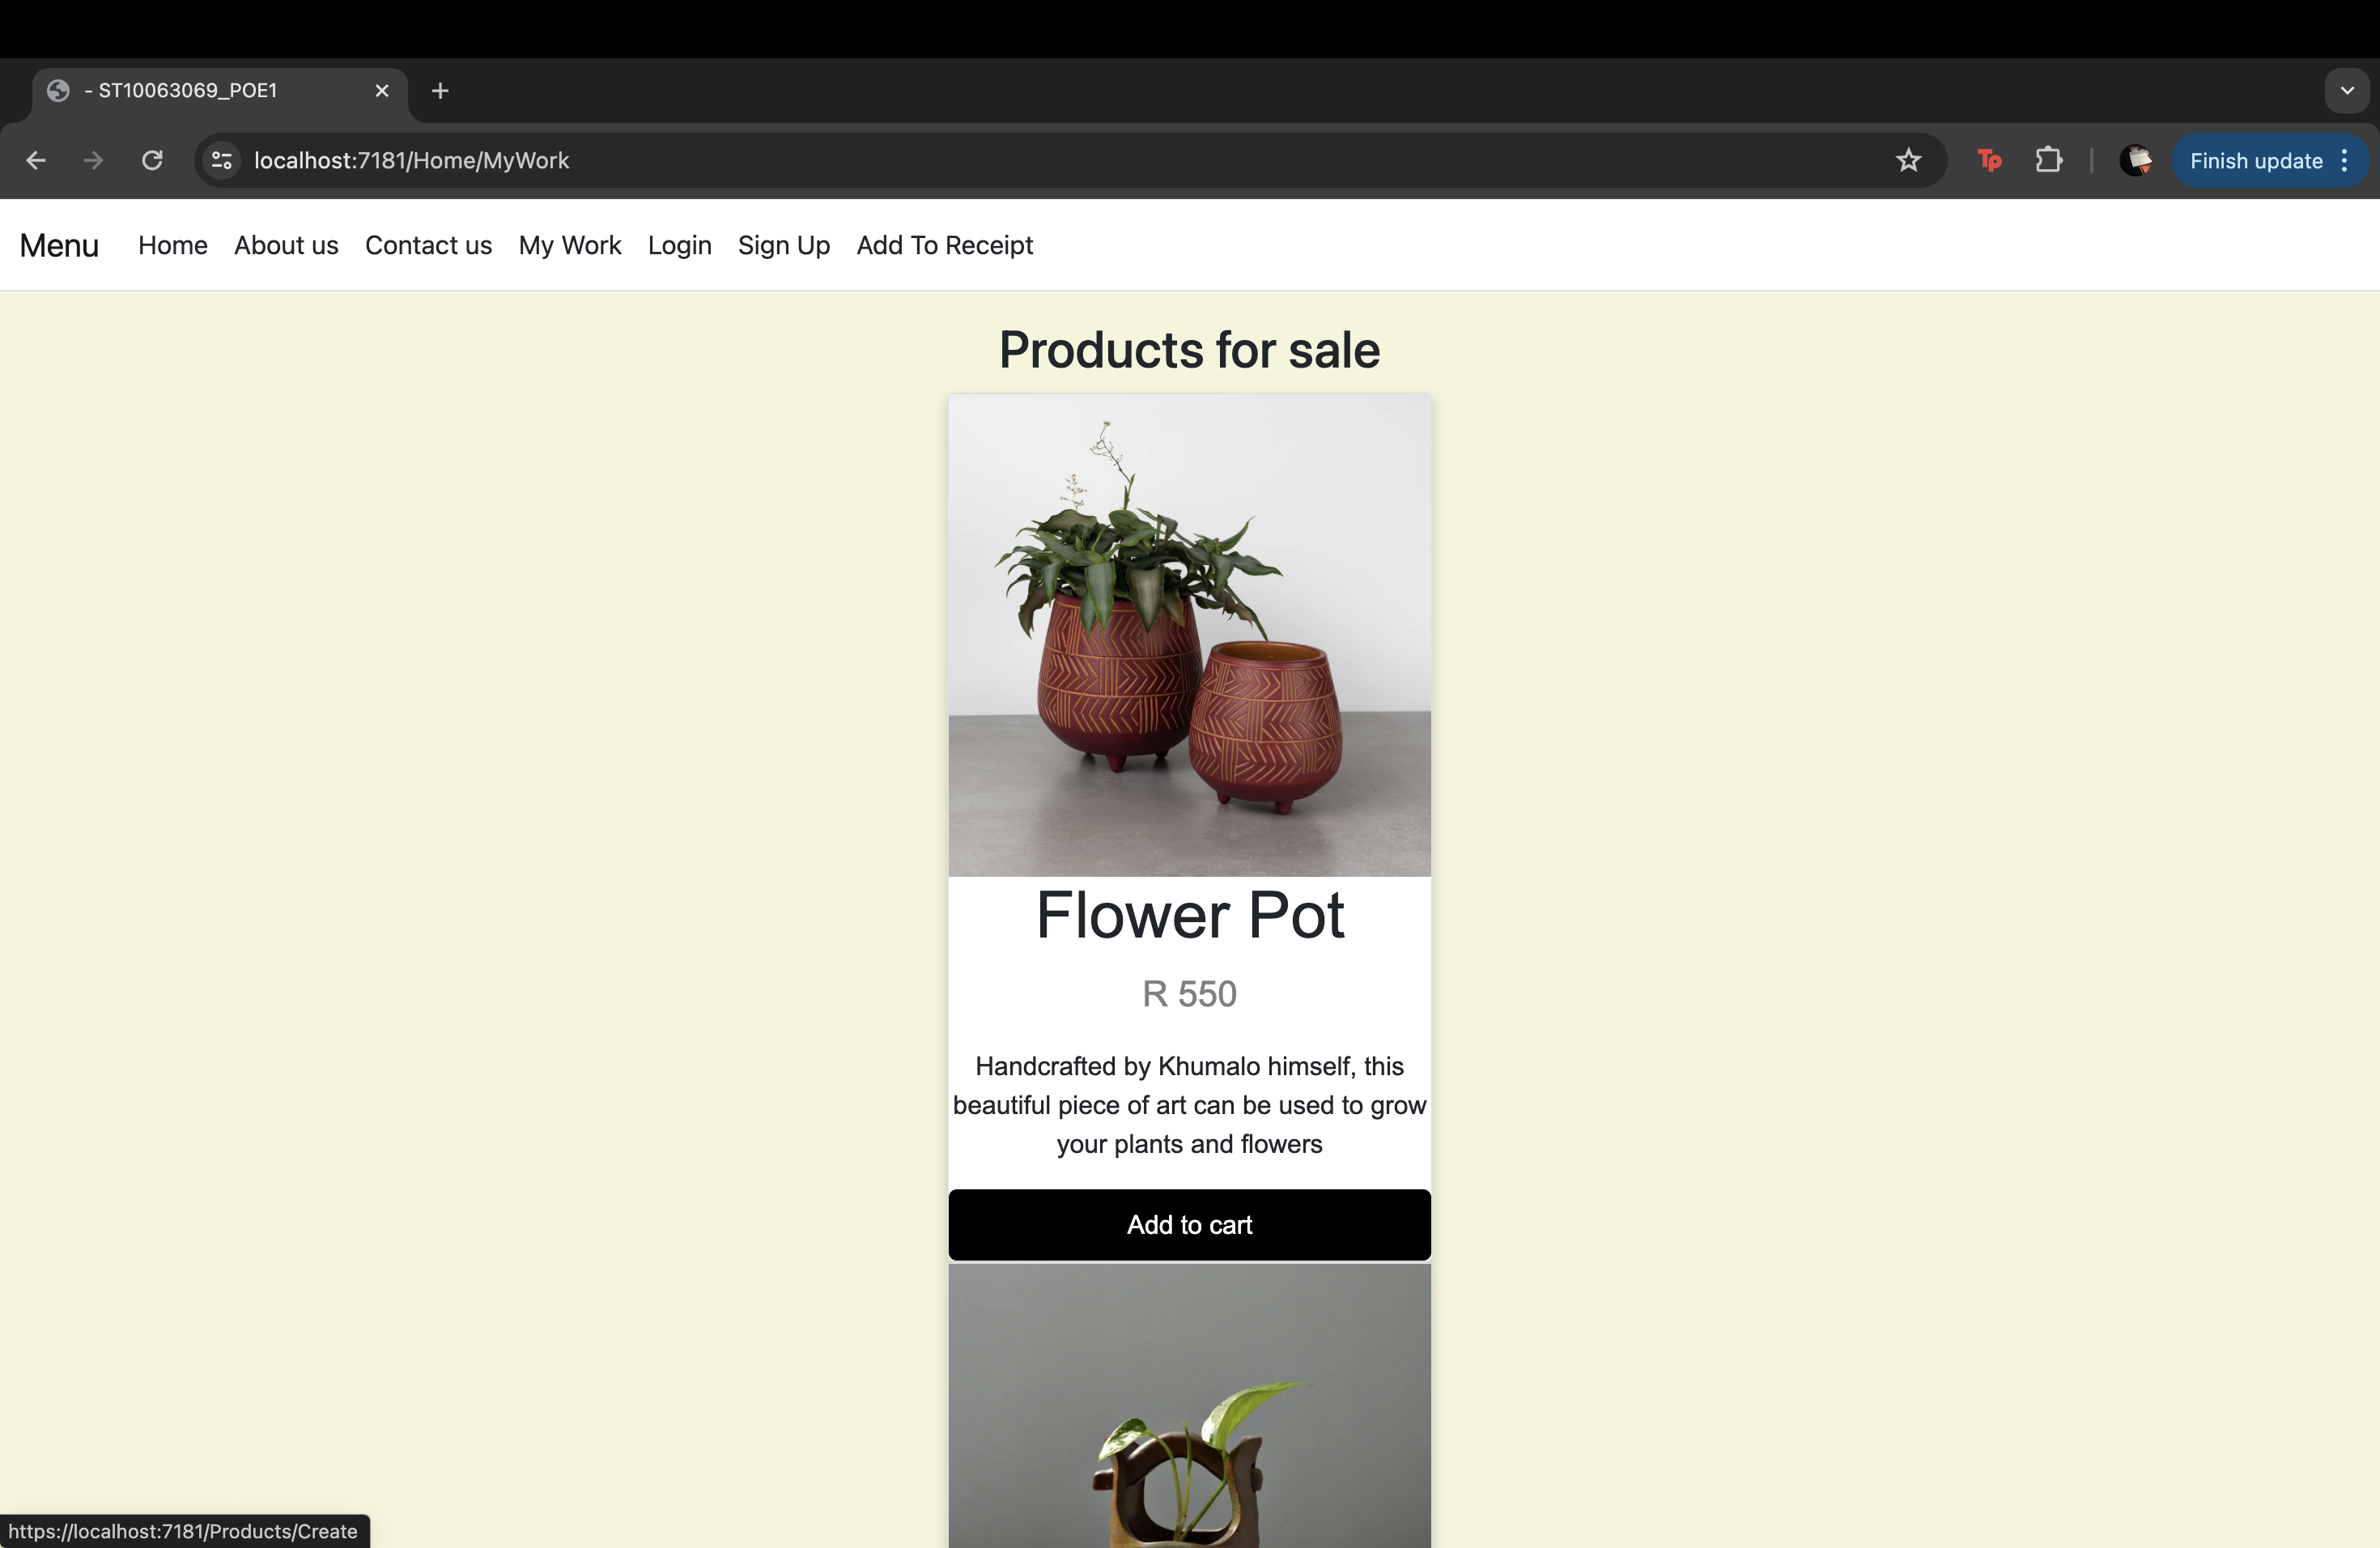 - ST10063069_POE1
localhost:7181/Home/MyWork
Tp
Finish update
Menu Home About us Contact us My Work Login Sign Up Add To Receipt
Products for sale
Flower Pot
R 550
Handcrafted by Khumalo himself, this
beautiful piece of art can be used to grow
your plants and flowers
Add to cart
https://localhost:7181/Products/Create